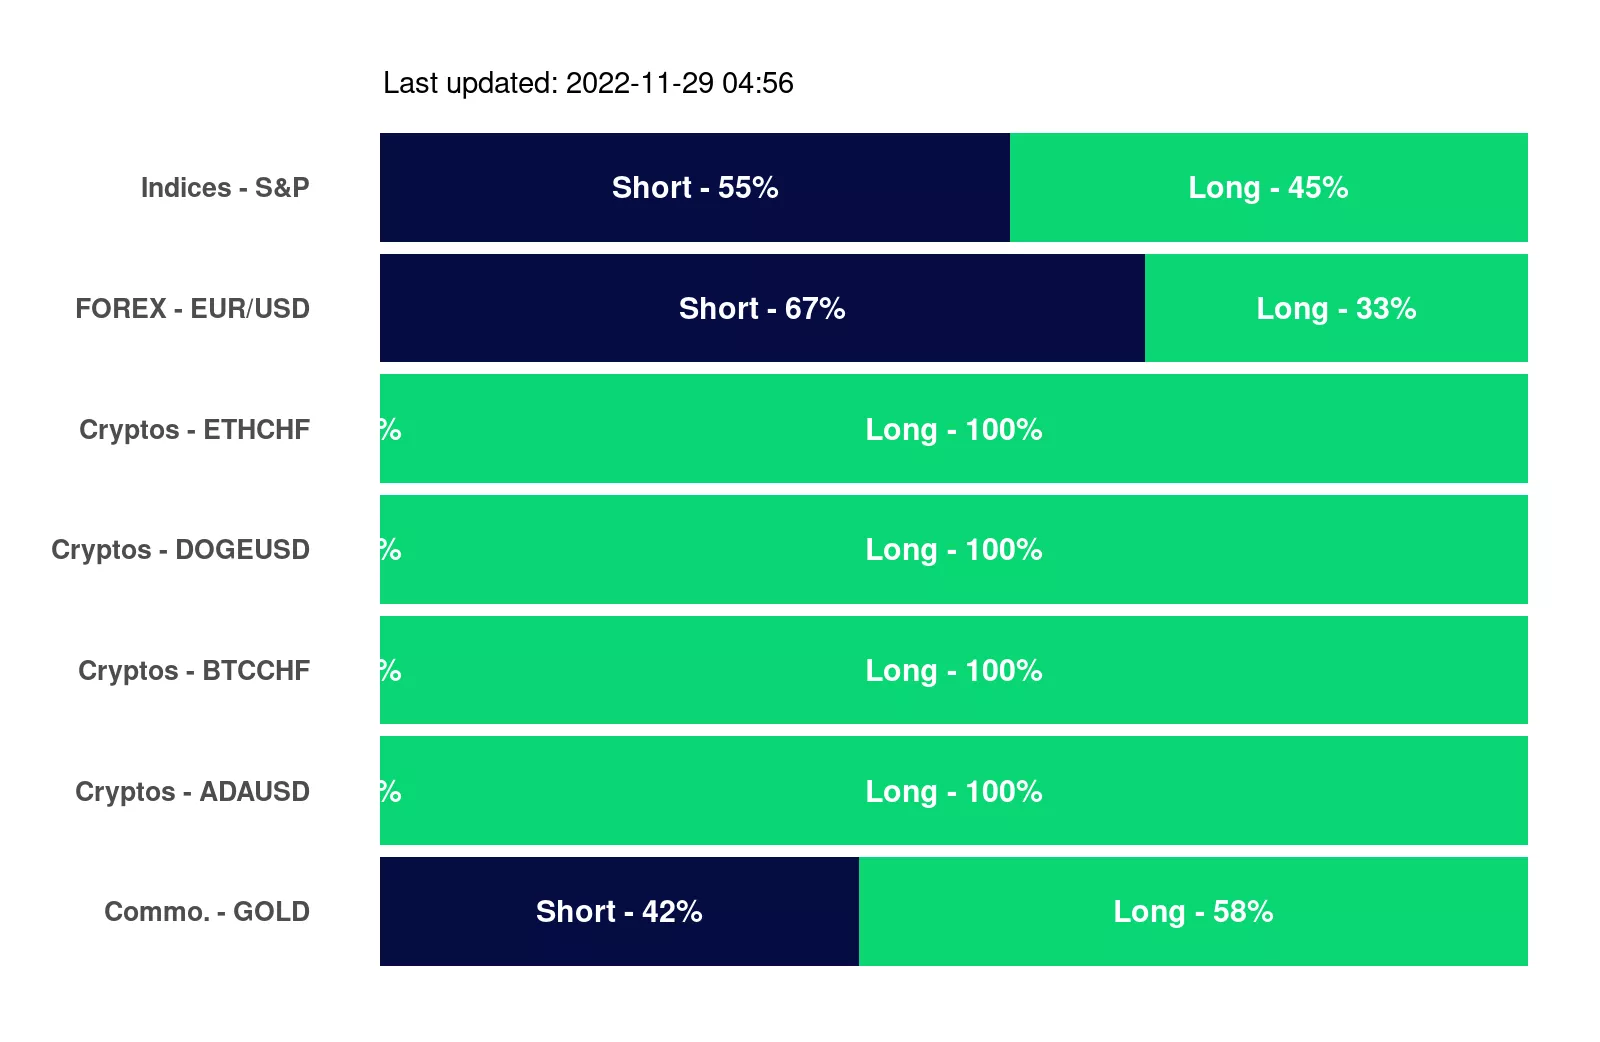 Last updated: 2022-11-29 04:56
Indices - S&P Short - 55% Long - 45%
FOREX - EUR/USD Short - 67% Long - 33%
Cryptos - ETHCHF % Long - 100%
Cryptos - DOGEUSD % Long - 100%
Cryptos - BTCCHF % Long - 100%
Cryptos - ADAUSD % Long - 100%
Commo. - GOLD Short - 42% Long - 58%